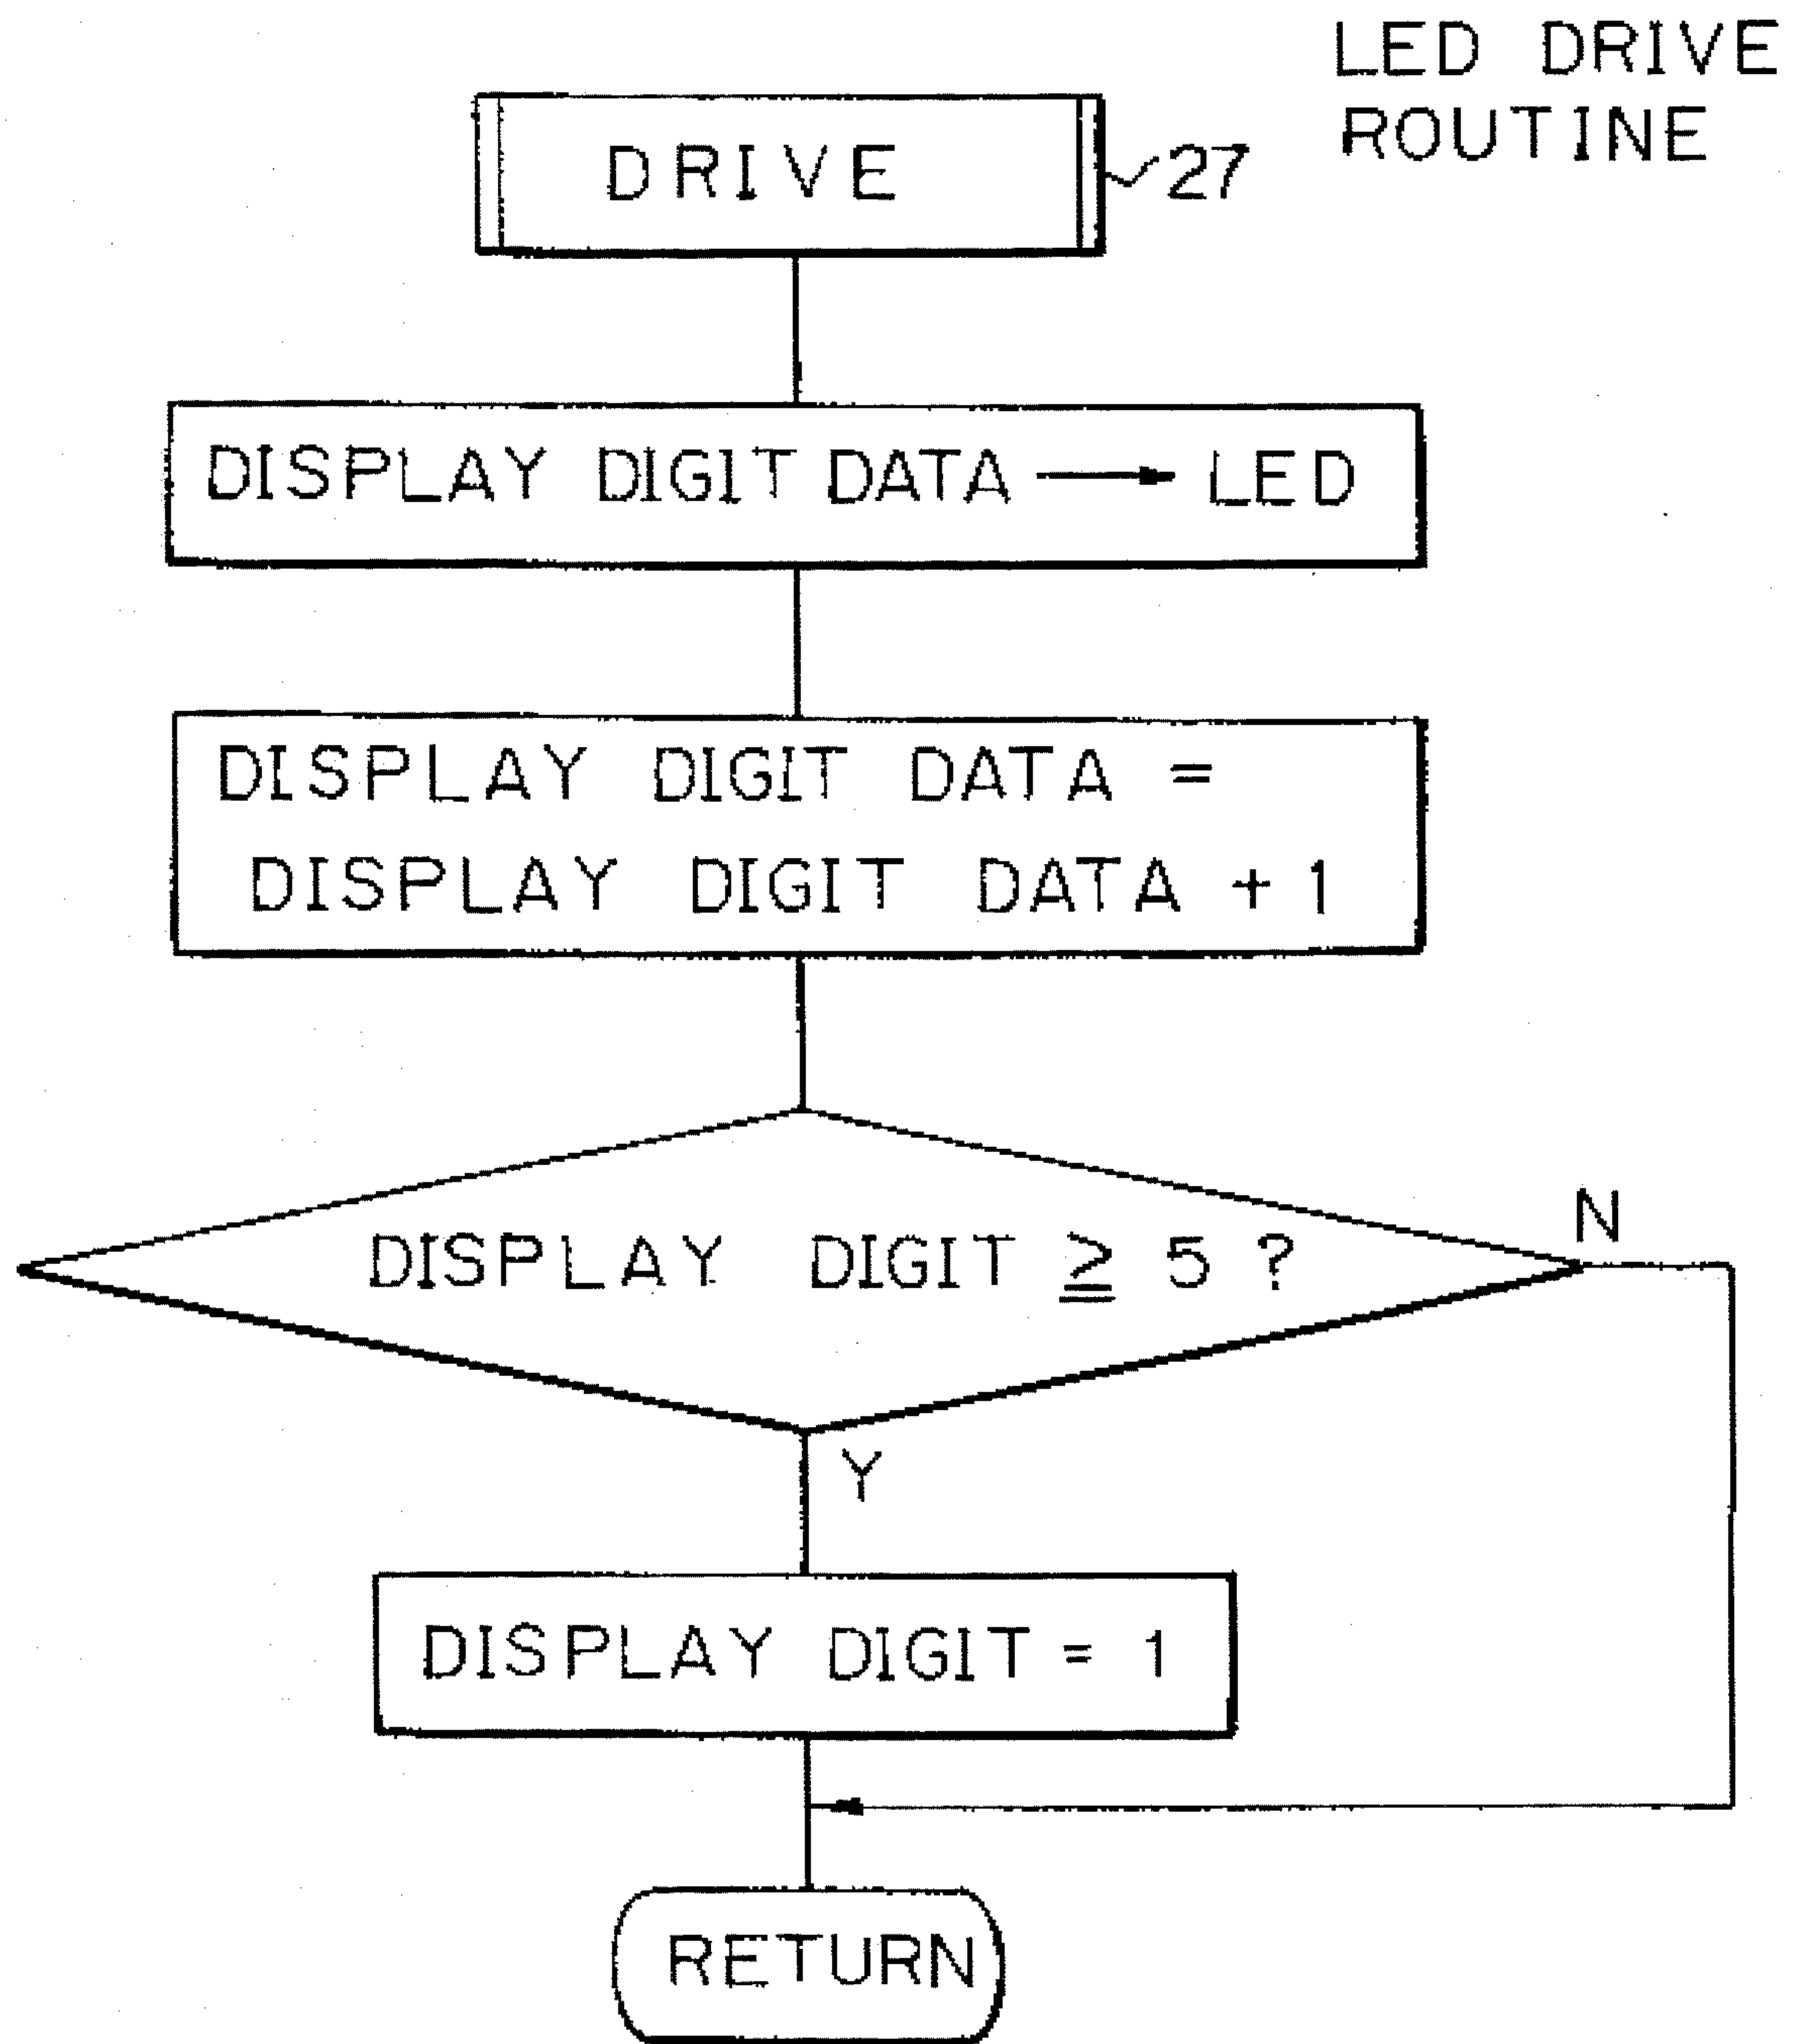 LED DRIVE
ROUTINE
DRIVE
27
DISPLAY DIGIT DATA → LED
DISPLAY DIGIT DATA =
DISPLAY DIGIT DATA + 1
DISPLAY DIGIT ≧ 5 ?
N
Y
DISPLAY DIGIT = 1
RETURN